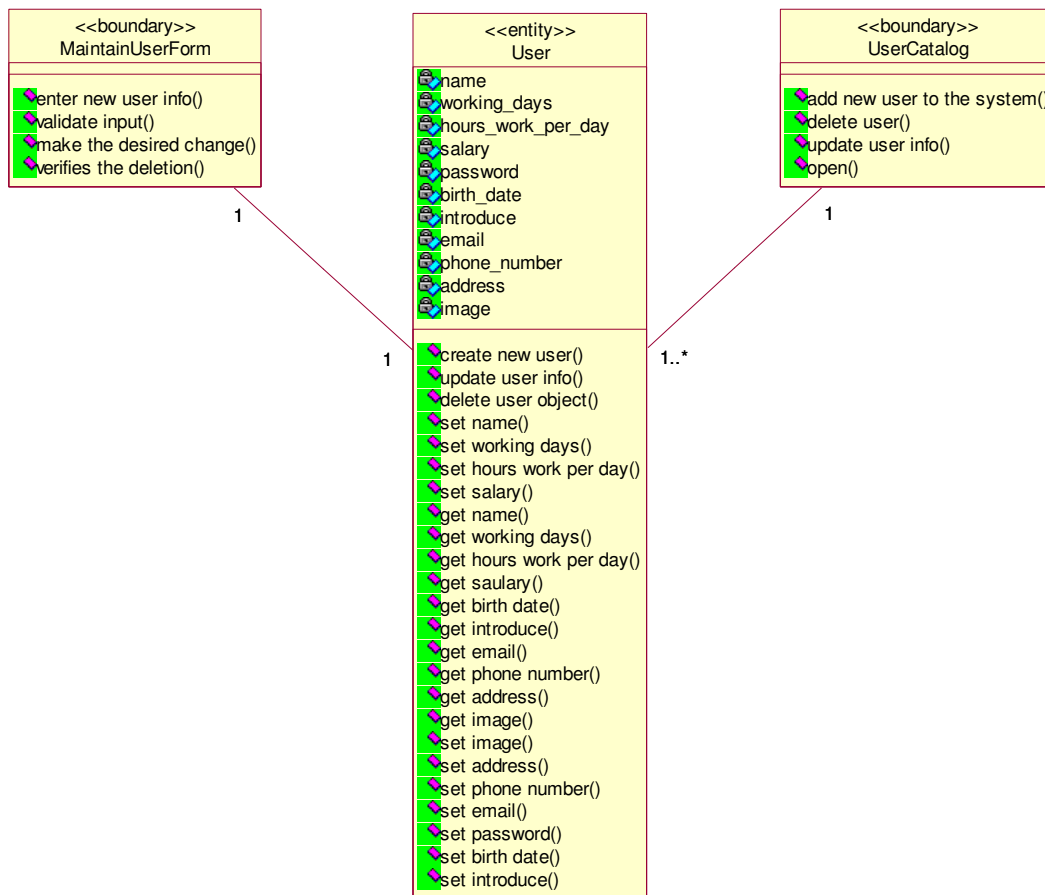 <<boundary>>
MaintainUserForm
enter new user info()
validate input()
make the desired change()
verifies the deletion()
1
1
<<entity>>
User
name
working_days
hours_work_per_day
salary
password
birth_date
introduce
email
phone_number
address
image
create new user()
update user info()
delete user object()
set name()
set working days()
set hours work per day()
set salary()
get name()
get working days()
get hours work per day()
get saulary()
get birth date()
get introduce()
get email()
get phone number()
get address()
get image()
set image()
set address()
set phone number()
set email()
set password()
set birth date()
set introduce()
<<boundary>>
UserCatalog
add new user to the system()
delete user()
update user info()
open()
1
1..*